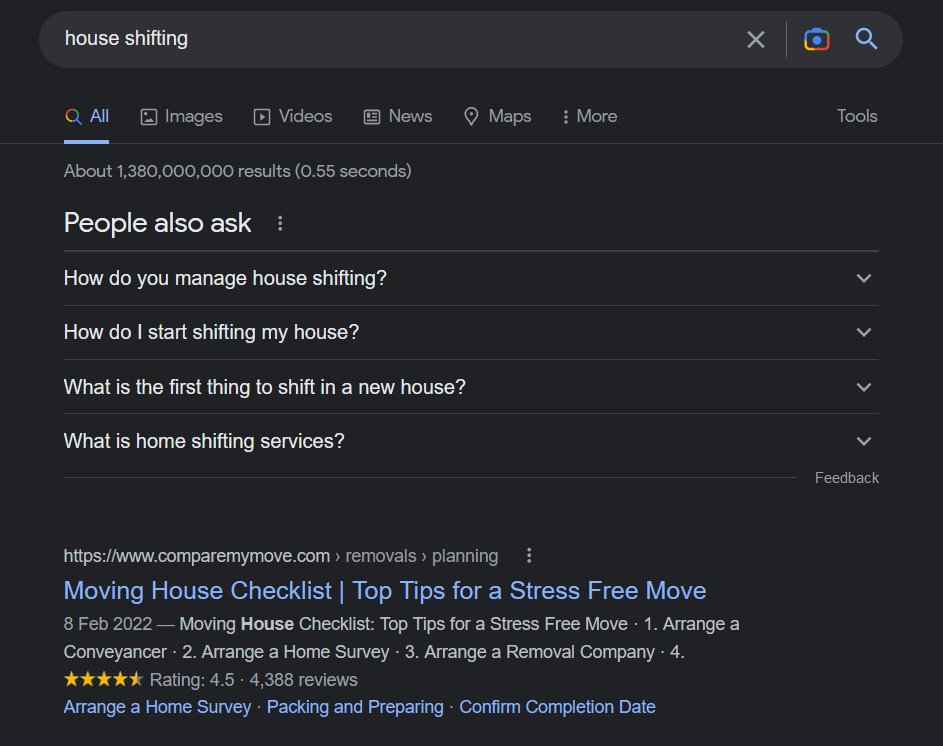 house shifting
All Images Videos News Maps More Tools
About 1,380,000,000 results (0.55 seconds)
People also ask
How do you manage house shifting?
How do I start shifting my house?
What is the first thing to shift in a new house?
What is home shifting services?
Feedback
https://www.comparemymove.com › removals › planning
Moving House Checklist | Top Tips for a Stress Free Move
8 Feb 2022 — Moving House Checklist: Top Tips for a Stress Free Move · 1. Arrange a
Conveyancer · 2. Arrange a Home Survey · 3. Arrange a Removal Company · 4.
Rating: 4.5 · 4,388 reviews
Arrange a Home Survey · Packing and Preparing · Confirm Completion Date